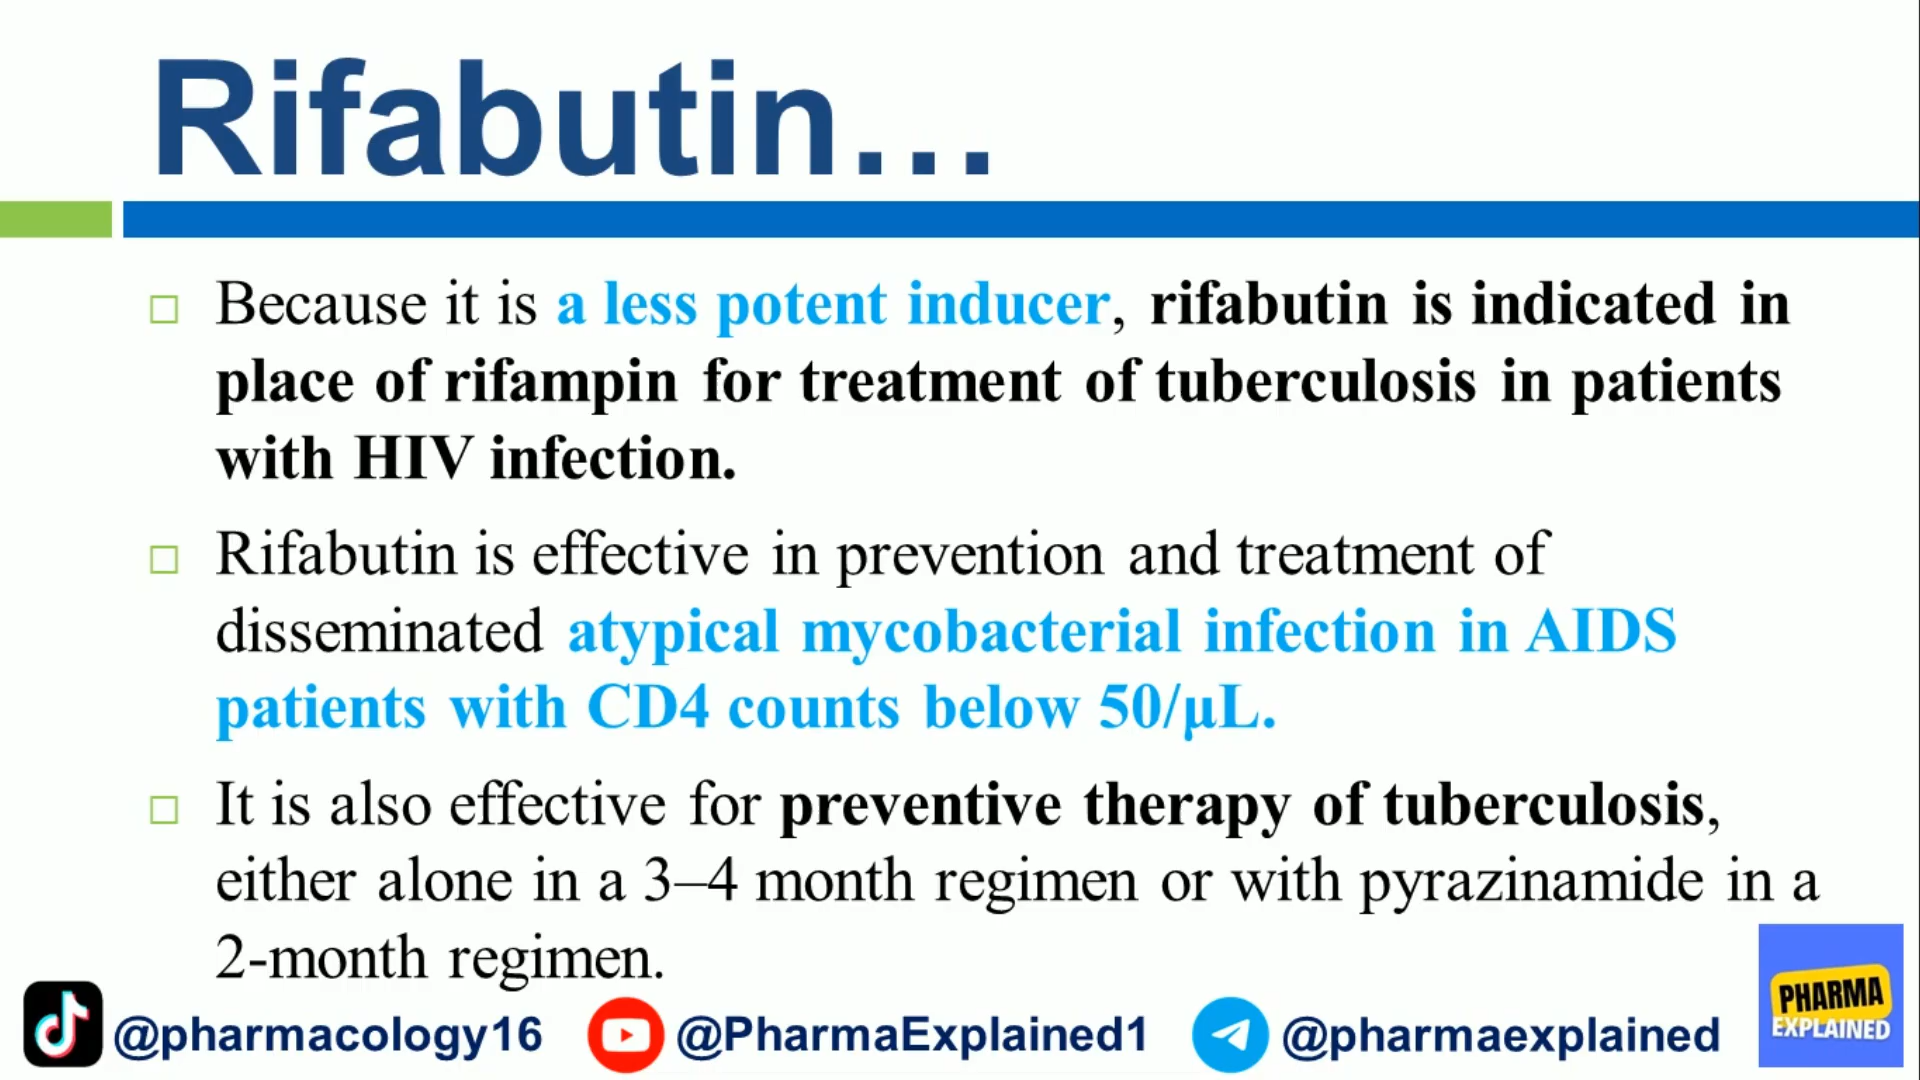 Rifabutin...
Because it is a less potent inducer, rifabutin is indicated in
place of rifampin for treatment of tuberculosis in patients
with HIV infection.
Rifabutin is effective in prevention and treatment of
disseminated atypical mycobacterial infection in AIDS
patients with CD4 counts below 50/µL.
It is also effective for preventive therapy of tuberculosis,
either alone in a 3–4 month regimen or with pyrazinamide in a
2-month regimen.
@pharmacology16 @PharmaExplained1 @pharmaexplained
PHARMA
EXPLAINED